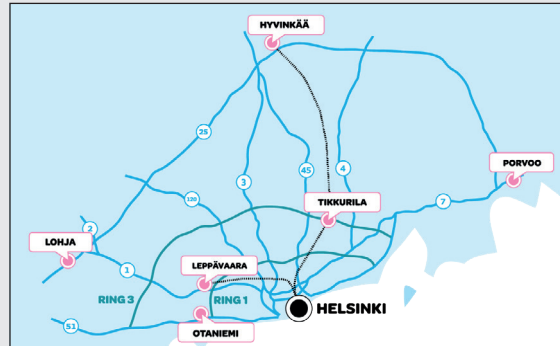 HYVINKÄÄ
25
3
45
4
120
7
PORVOO
TIKKURILA
2
LOHJA
1
LEPPÄVAARA
RING 3
RING 1
HELSINKI
51
OTANIEMI